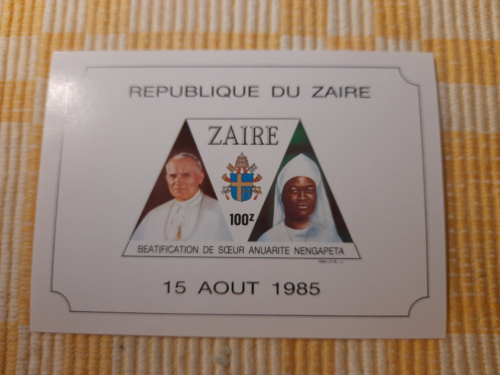 REPUBLIQUE DU ZAIRE
ZAIRE
100z
BEATIFICATION DE SŒUR ANUARITE NENGAPETA
15 AOUT 1985